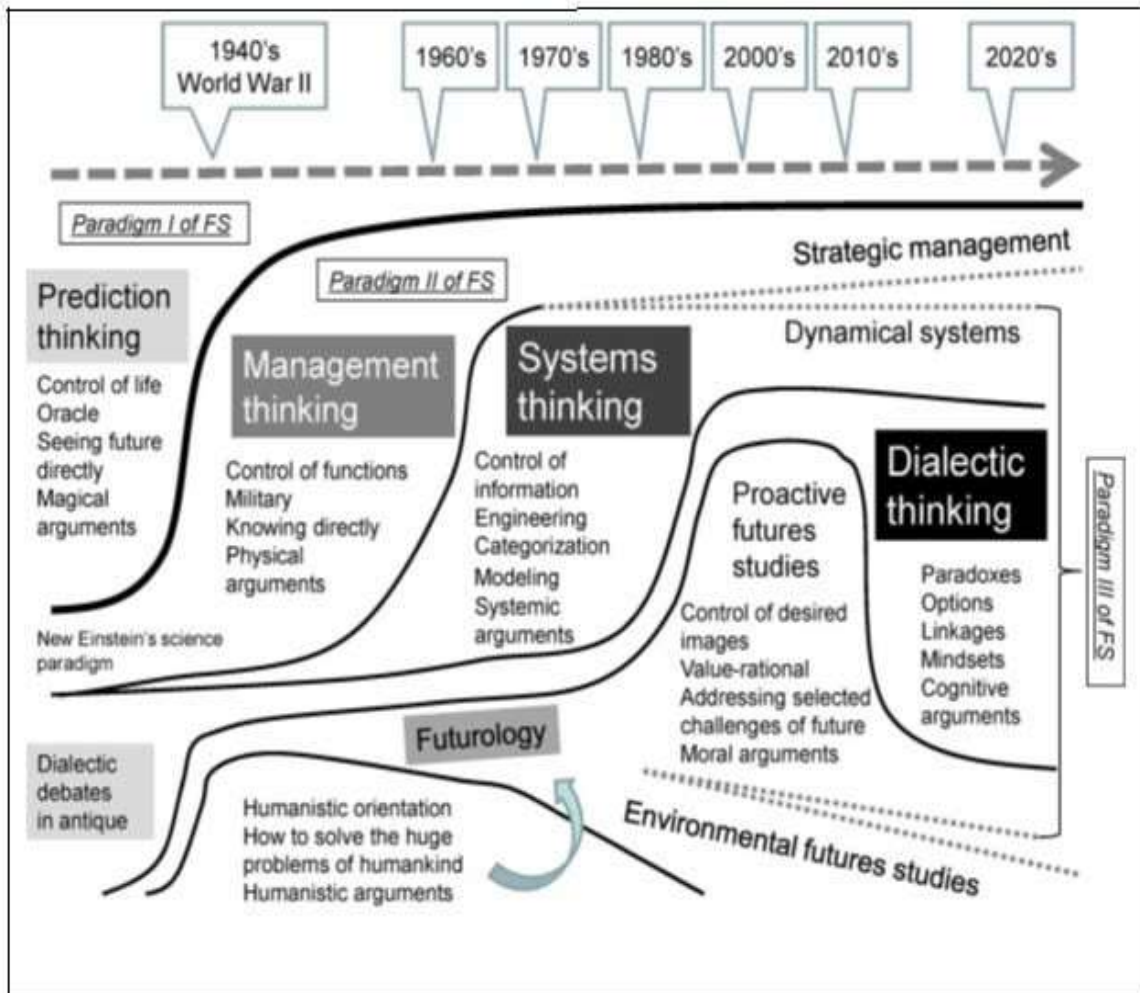 1940's
World War II
1960's
1970's
1980's
2000's
2010's
2020's
Paradigm I of FS
Prediction
thinking
Control of life
Oracle
Seeing future
directly
Magical
arguments
Paradigm II of FS
Management
thinking
Control of functions
Military
Knowing directly
Physical
arguments
Systems
thinking
Control of
information
Engineering
Categorization
Modeling
Systemic
arguments
Strategic management
Dynamical systems
Proactive
futures
studies
Control of desired
images
Value-rational
Addressing selected
challenges of future
Moral arguments
Dialectic
thinking
Paradoxes
Options
Linkages
Mindsets
Cognitive
arguments
Paradigm III of FS
New Einstein's science
paradigm
Dialectic
debates
in antique
Futurology
Humanistic orientation
How to solve the huge
problems of humankind
Humanistic arguments
Environmental futures studies